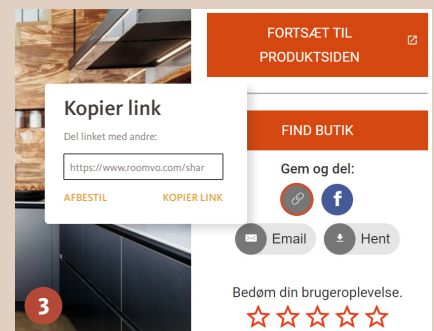 FORTSÆT TIL
PRODUKTSIDEN
Kopier link
Del linket med andre:
https://www.roomvo.com/shar
AFBESTIL KOPIER LINK
FIND BUTIK
Gem og del:
f
Email Hent
Bedøm din brugeroplevelse.
3